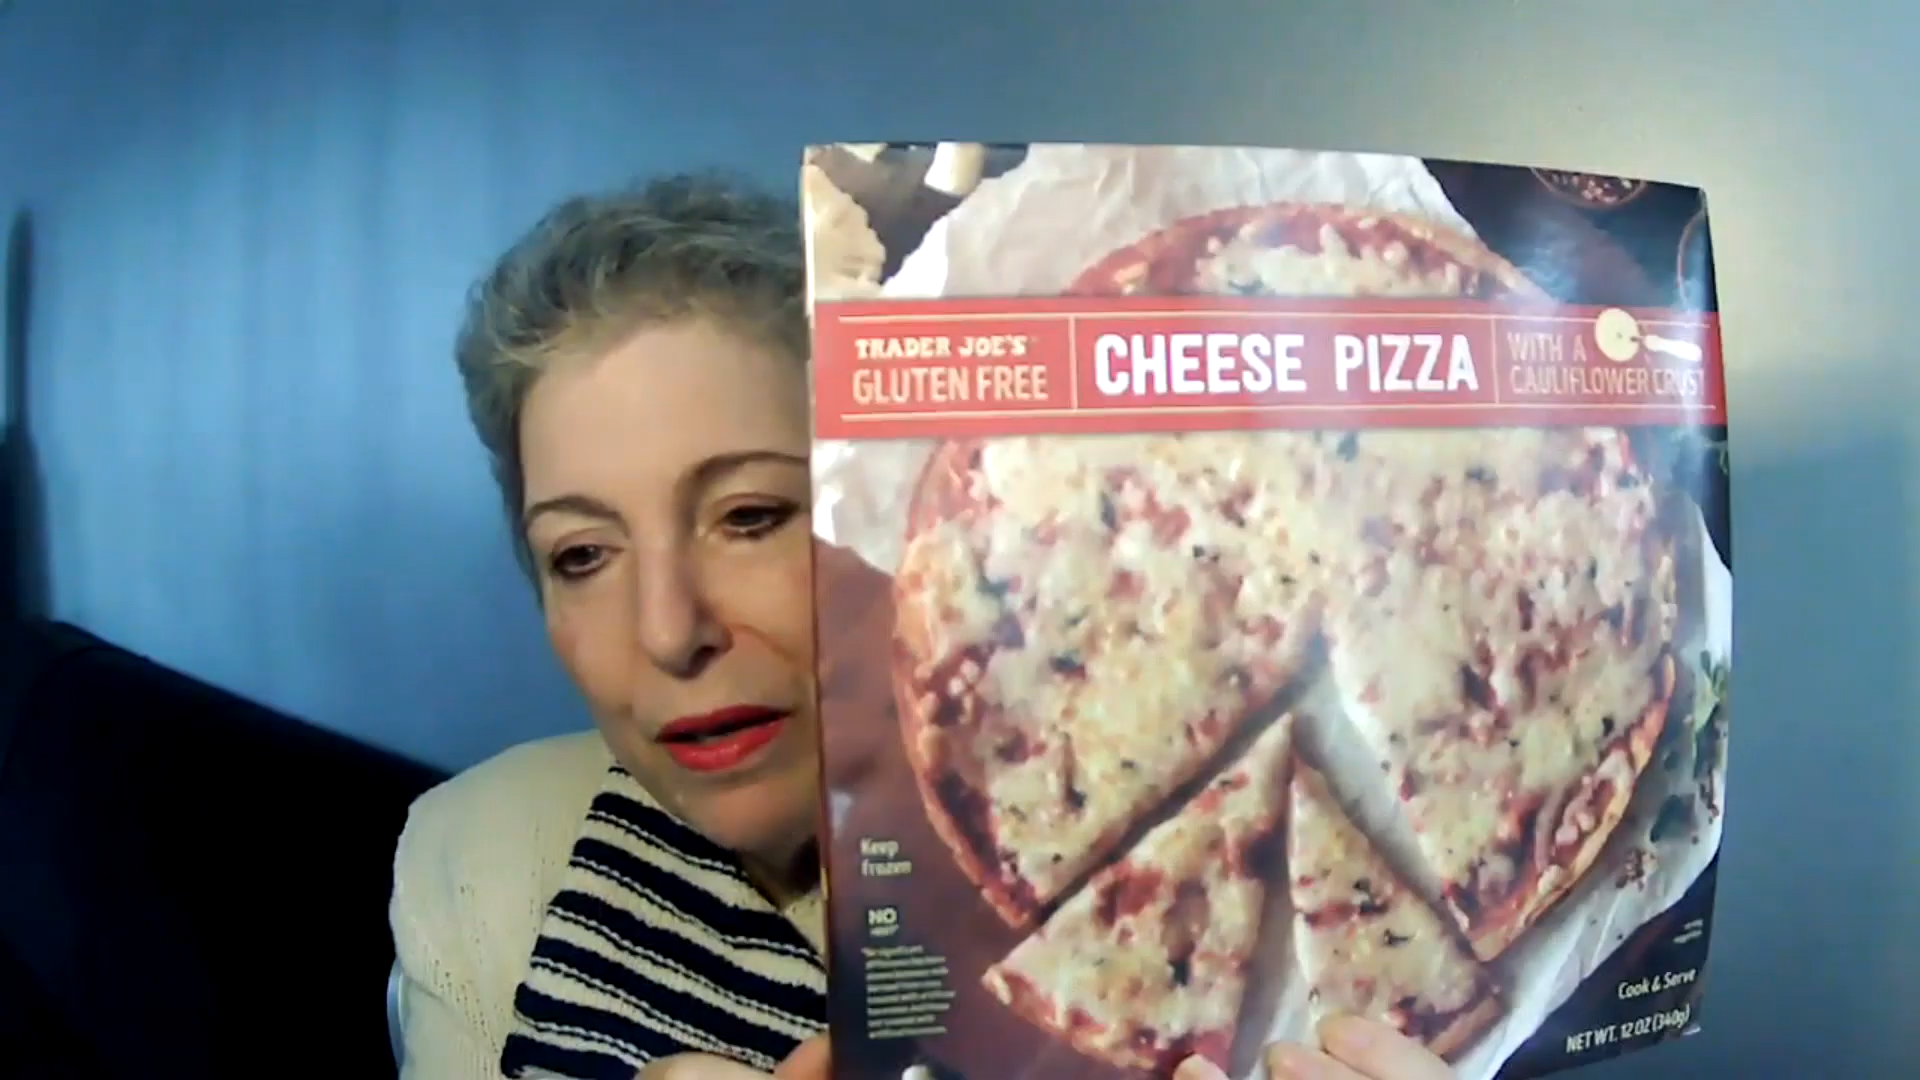 TRADER JOE'S
GLUTEN FREE
CHEESE PIZZA
WITH A
CAULIFLOWER CRUST
Keep
frozen
NO
Cook & Serve
NET WT. 12 OZ (340g)